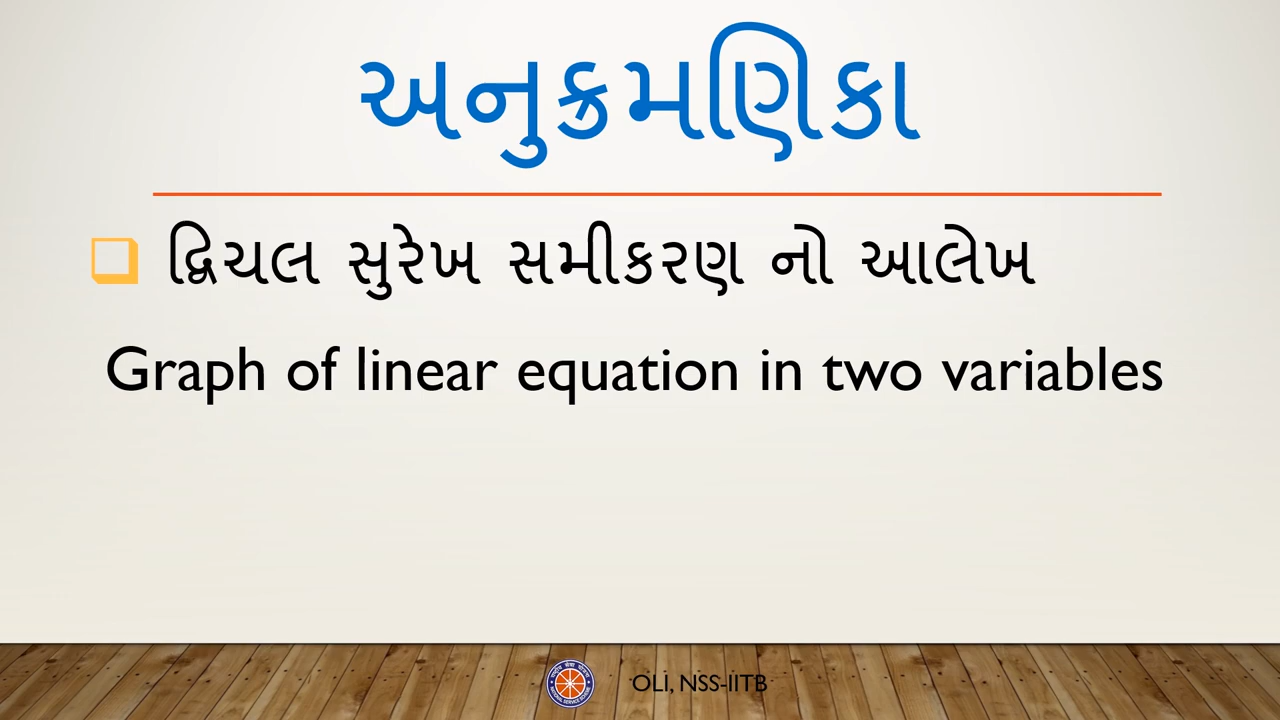 અનુક્રમણિકા
દ્વિચલ સુરેખ સમીકરણ નો આલેખ
Graph of linear equation in two variables
OLI, NSS-IITB